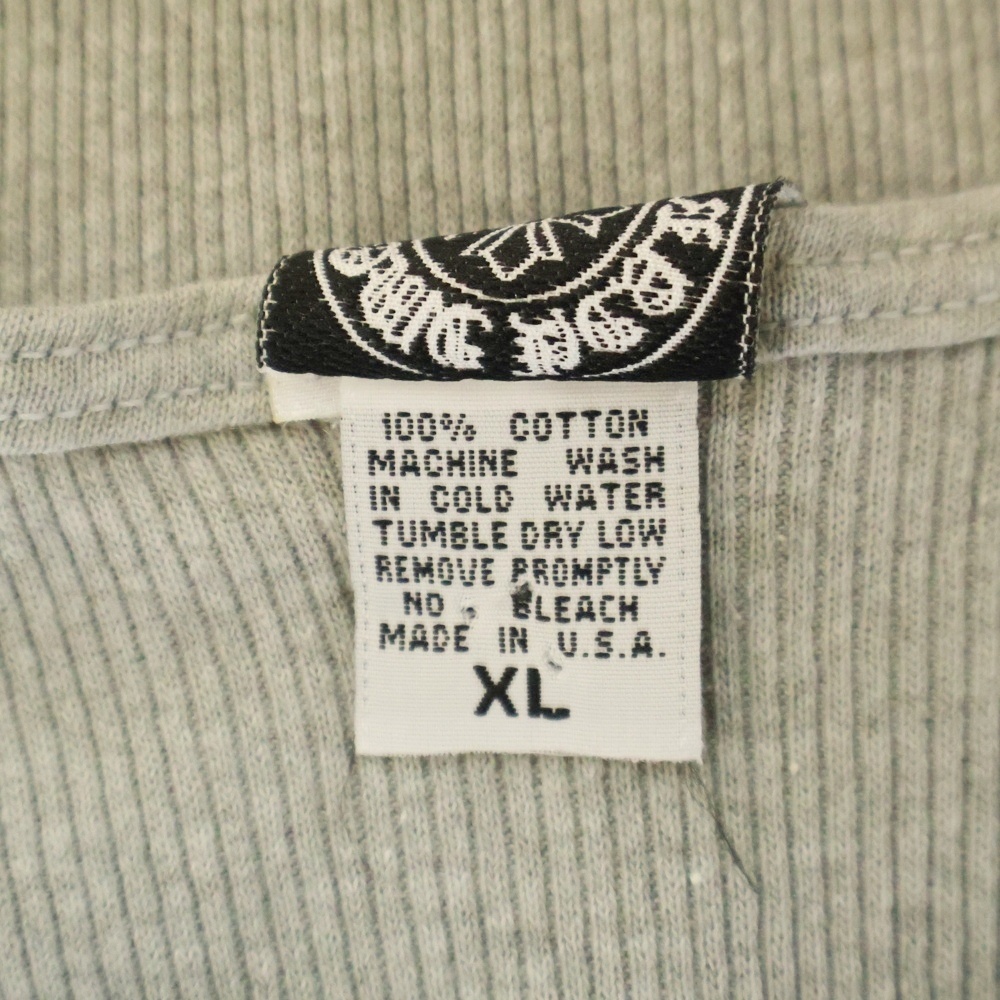 100% COTTON
MACHINE WASH
IN COLD WATER
TUMBLE DRY LOW
REMOVE PROMPTLY
NO BLEACH
MADE IN U.S.A.
XL